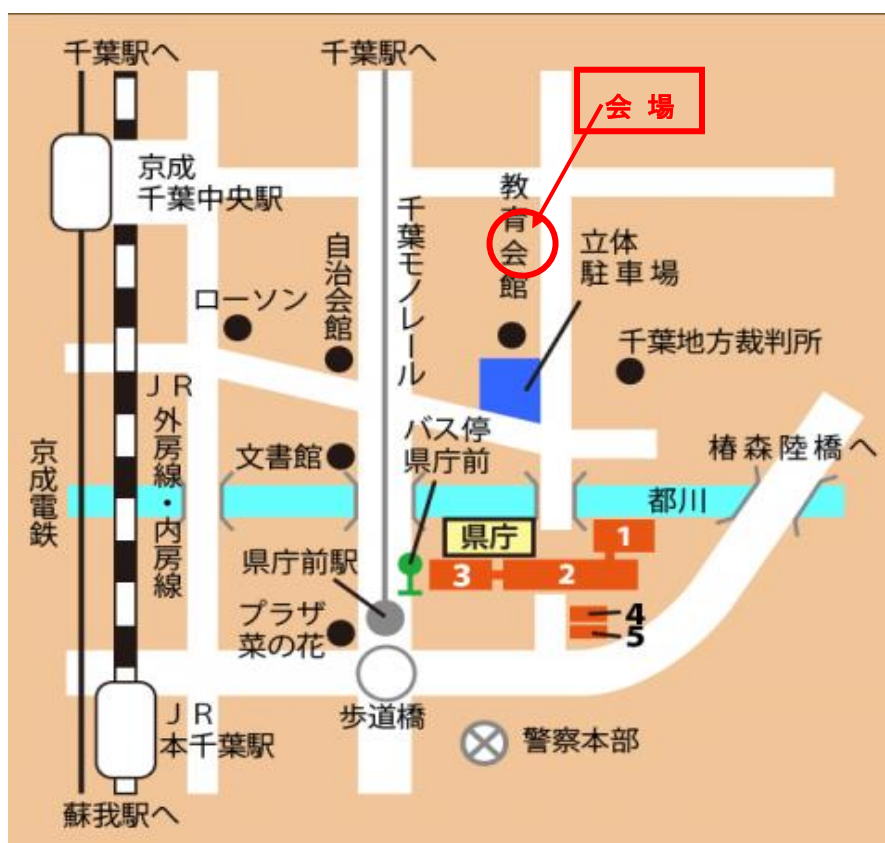 千葉駅へ
千葉駅へ
会 場
京成
千葉中央駅
教育会館
千葉モノレール
自治会館
立体
駐車場
ローソン
千葉地方裁判所
ＪＲ
外房線・内房線
バス停
県庁前
文書館
椿森陸橋へ
京成電鉄
都川
県庁
1
2
3
県庁前駅
プラザ
菜の花
4
5
ＪＲ
本千葉駅
歩道橋
警察本部
蘇我駅へ